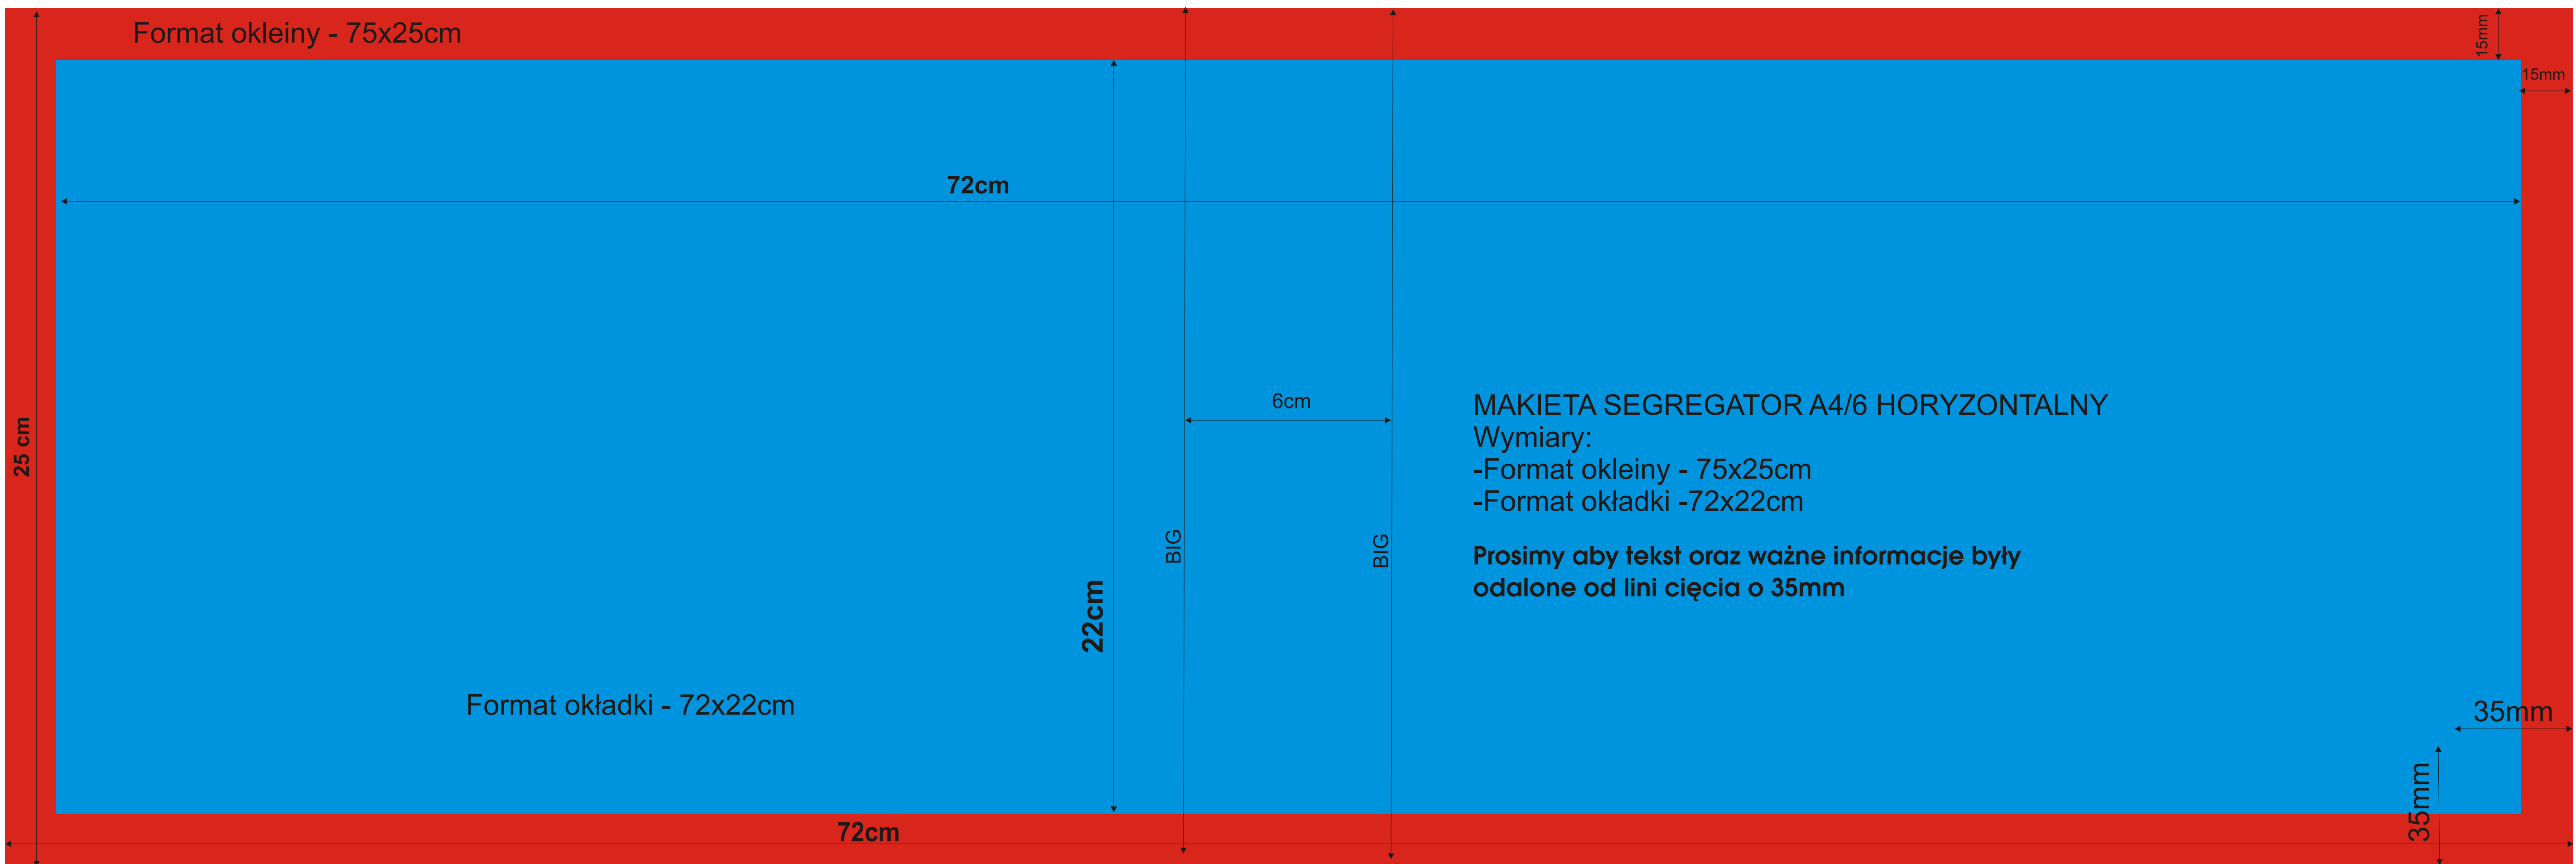 Format okleiny - 75x25cm
15mm
15mm
72cm
6cm
25 cm
MAKIETA SEGREGATOR A4/6 HORYZONTALNY
Wymiary:
-Format okleiny - 75x25cm
-Format okładki -72x22cm
BIG
BIG
Prosimy aby tekst oraz ważne informacje były
odalone od lini cięcia o 35mm
22cm
Format okładki - 72x22cm
35mm
35mm
72cm